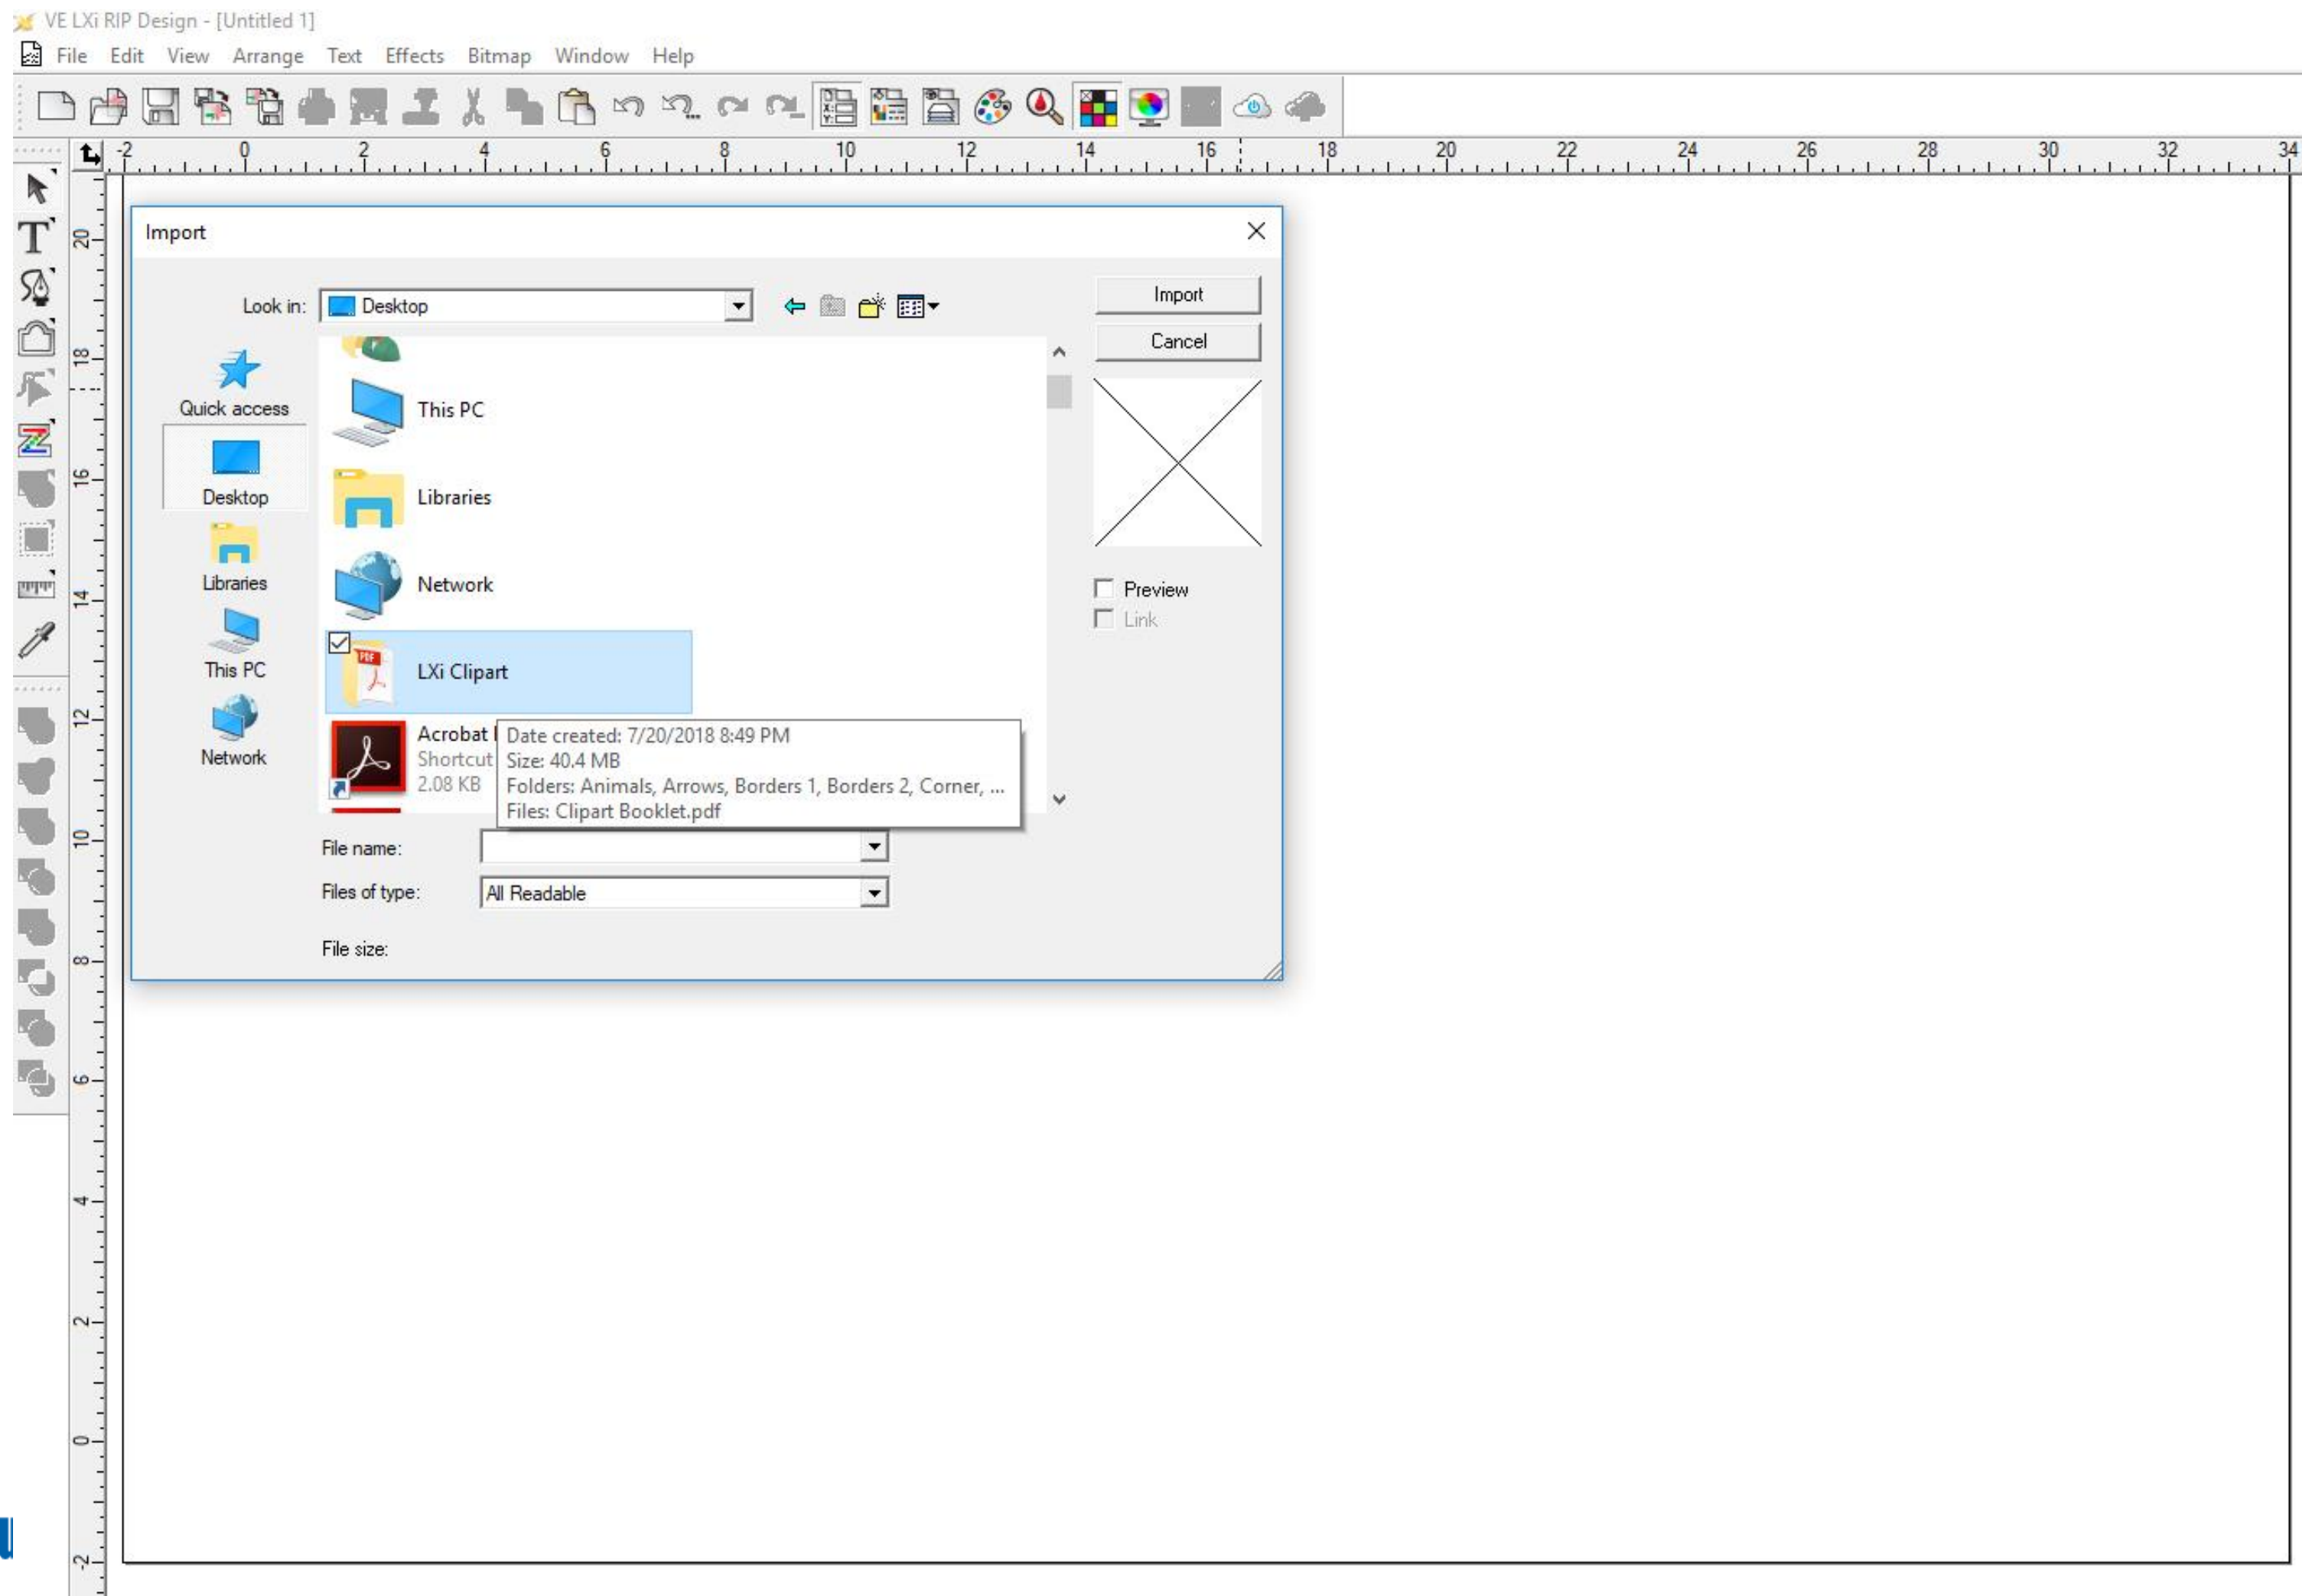 VE LXi RIP Design - [Untitled 1]
File Edit View Arrange Text Effects Bitmap Window Help
-2 0 2 4 6 8 10 12 14 16 18 20 22 24 26 28 30 32 34
20
18
16
14
12
10
8
6
4
2
0
-2
Import
Look in: Desktop
Import
Cancel
Quick access
Desktop
Libraries
This PC
Network
This PC
Libraries
Network
LXi Clipart
Acrobat
Shortcut
2.08 KB
Date created: 7/20/2018 8:49 PM
Size: 40.4 MB
Folders: Animals, Arrows, Borders 1, Borders 2, Corner, ...
Files: Clipart Booklet.pdf
Preview
Link
File name:
Files of type: All Readable
File size: